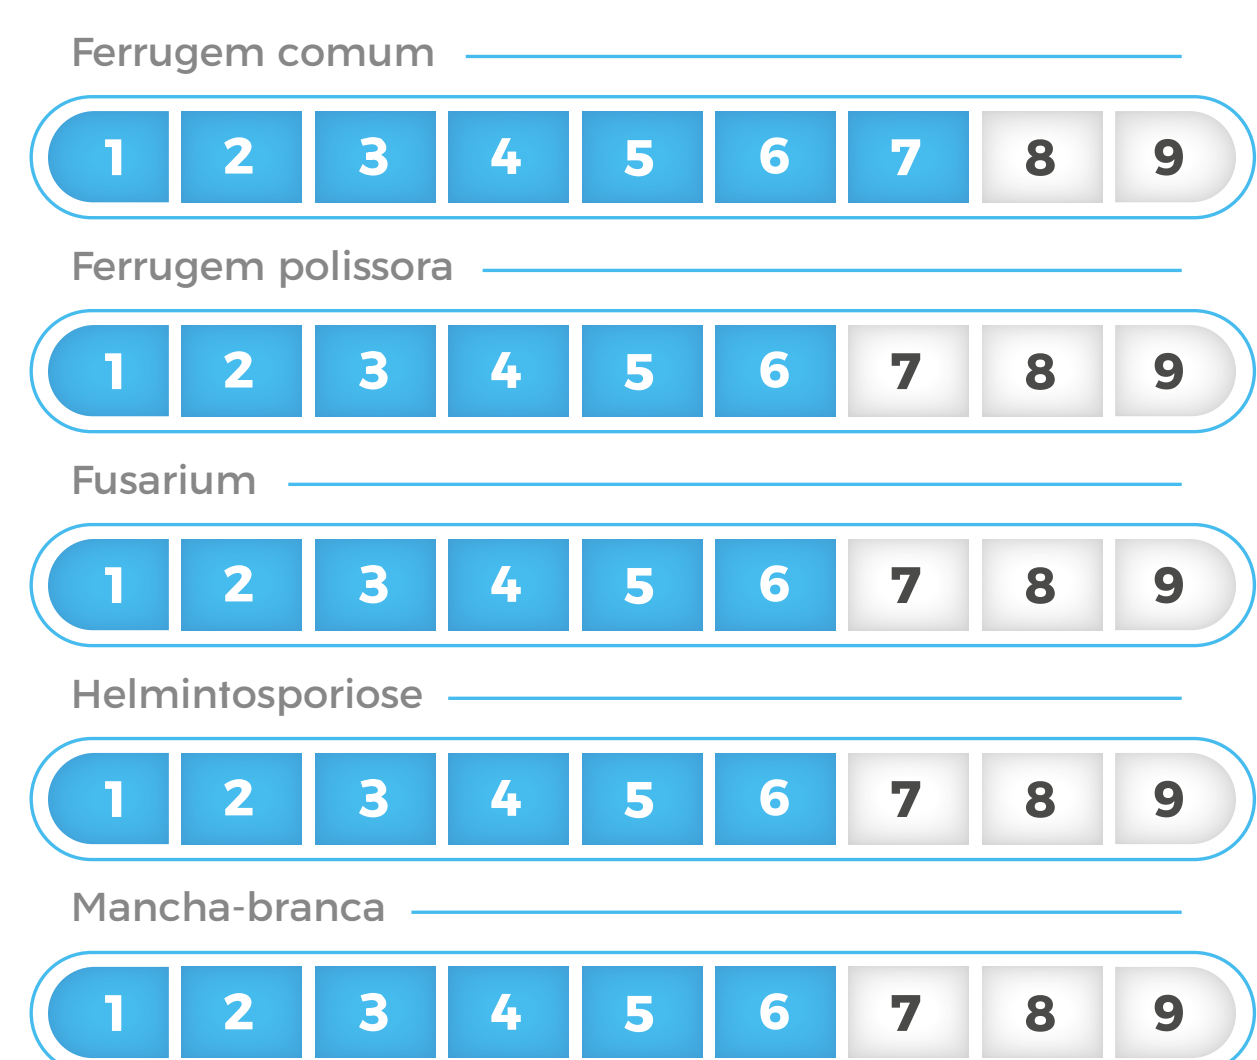 Ferrugem comum
1 2 3 4 5 6 7 8 9
Ferrugem polissora
1 2 3 4 5 6 7 8 9
Fusarium
1 2 3 4 5 6 7 8 9
Helmintosporiose
1 2 3 4 5 6 7 8 9
Mancha-branca
1 2 3 4 5 6 7 8 9